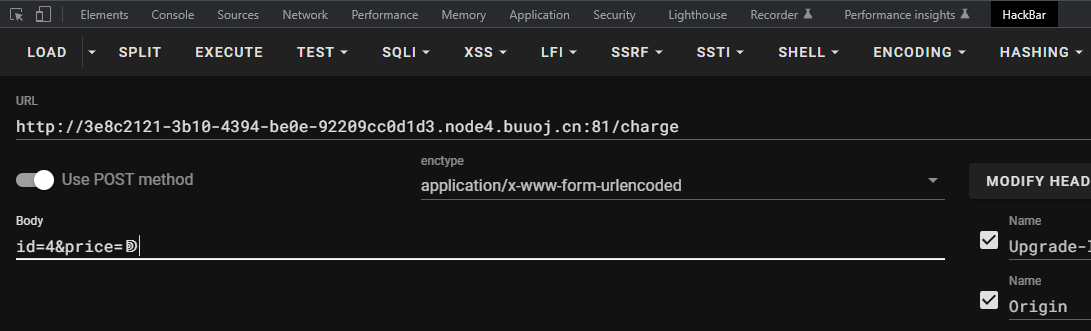 Elements Console Sources Network Performance Memory Application Security Lighthouse Recorder Performance insights HackBar
LOAD SPLIT EXECUTE TEST SQLI XSS LFI SSRF SSTI SHELL ENCODING HASHING
URL
http://3e8c2121-3b10-4394-be0e-92209cc0d1d3.node4.buuoj.cn:81/charge
Use POST method
enctype
application/x-www-form-urlencoded
MODIFY HEAD
Body
id=4&price=
Name
Upgrade-I
Name
Origin